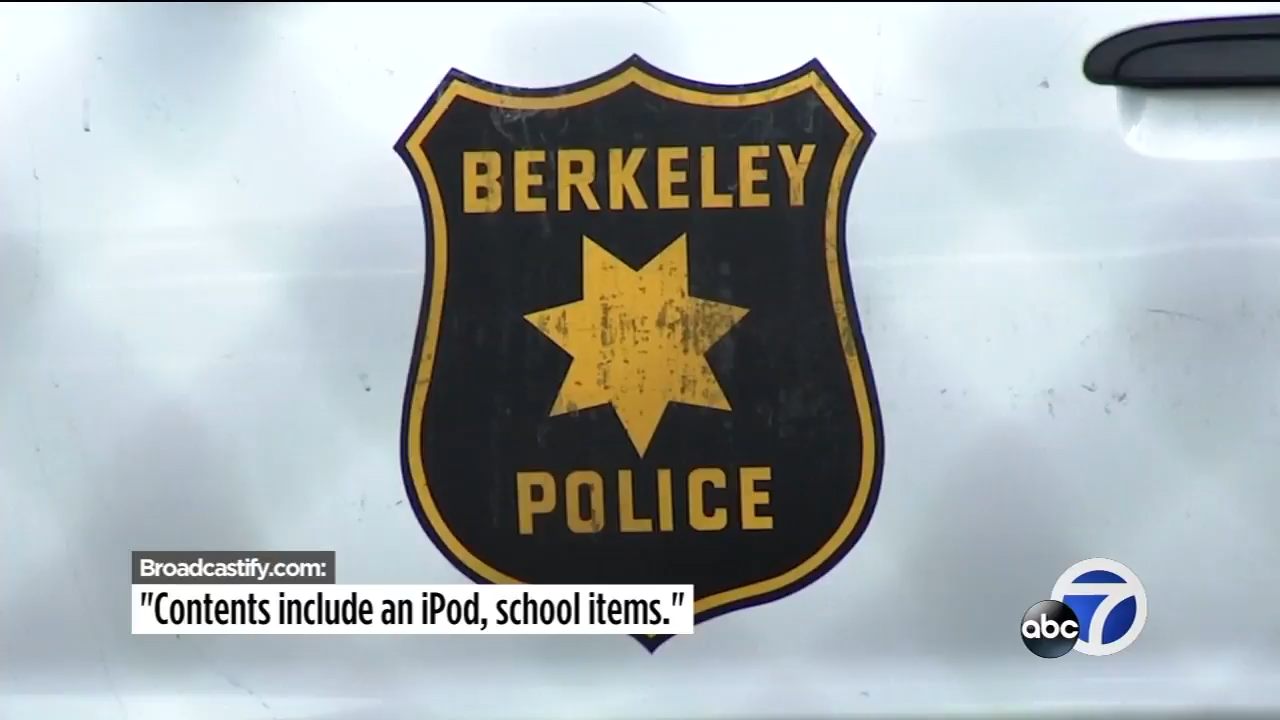 BERKELEY
POLICE
Broadcastify.com:
"Contents include an iPod, school items."
abc 7